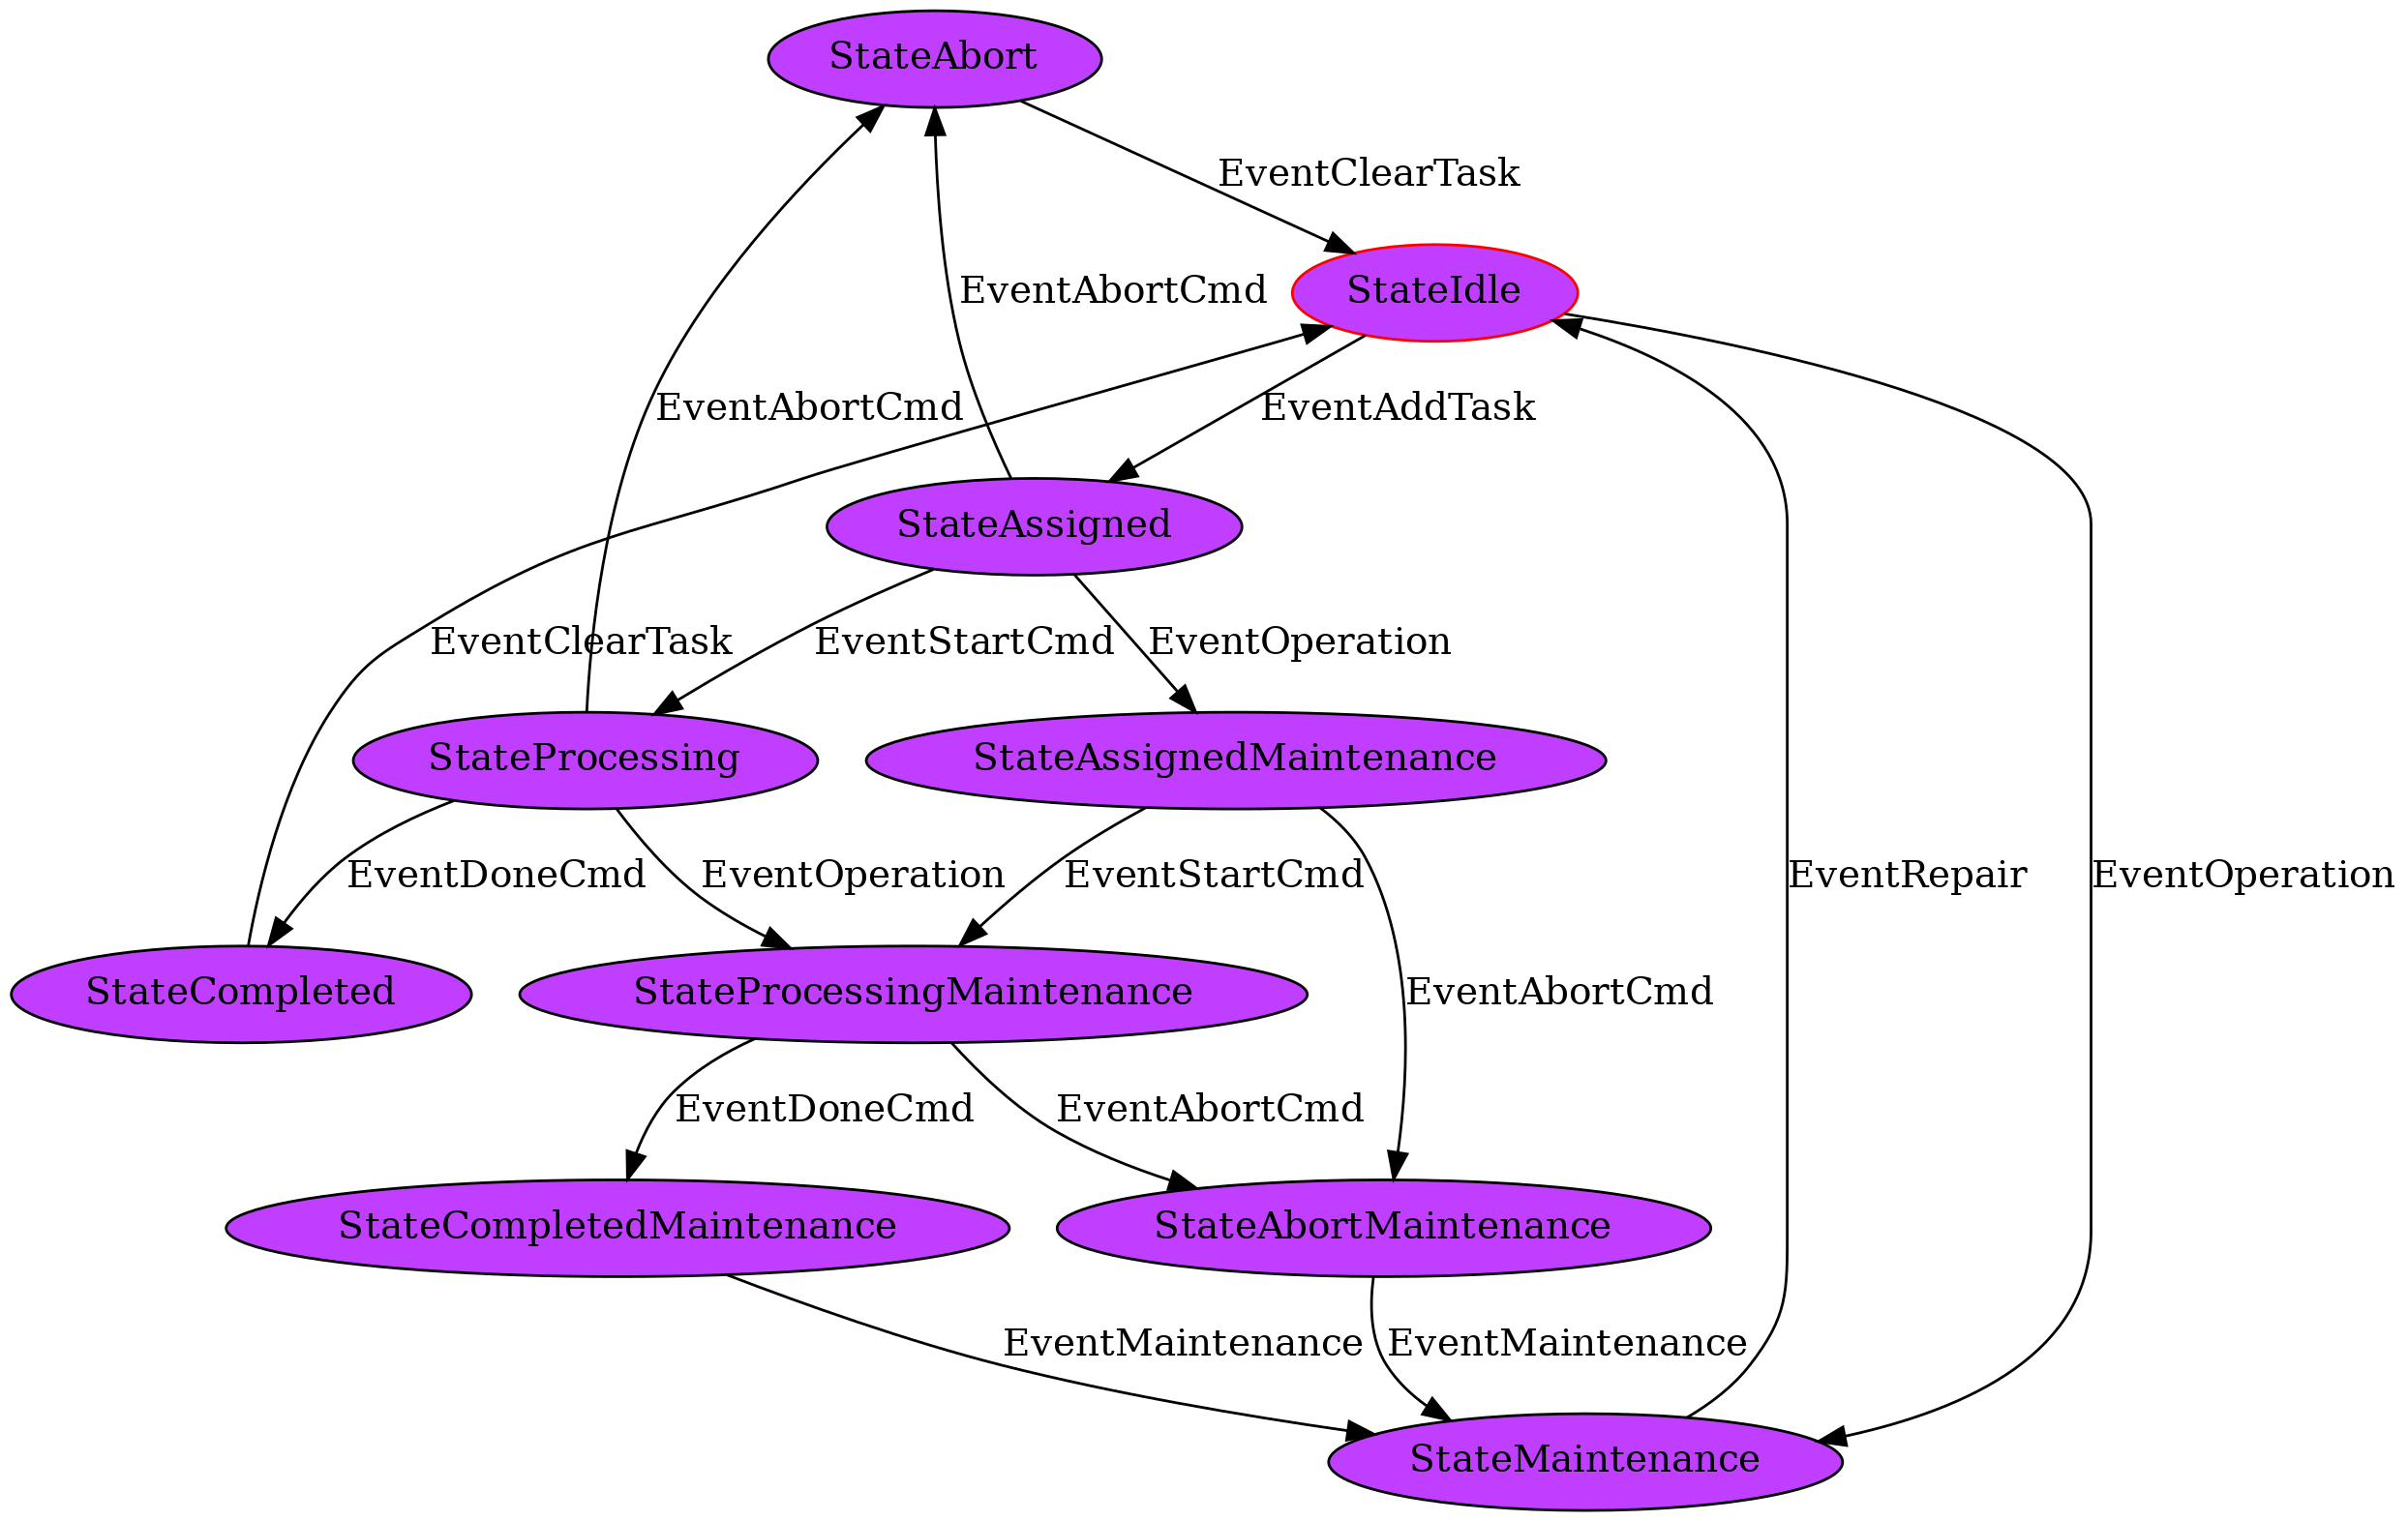 StateAbort
EventClearTask
StateIdle
EventAbortCmd
EventAbortCmd
EventAddTask
StateAssigned
EventClearTask
EventStartCmd
EventOperation
StateProcessing
StateAssignedMaintenance
EventDoneCmd
EventOperation
EventStartCmd
EventRepair
EventOperation
StateCompleted
StateProcessingMaintenance
EventAbortCmd
EventDoneCmd
EventAbortCmd
StateCompletedMaintenance
StateAbortMaintenance
EventMaintenance
EventMaintenance
StateMaintenance